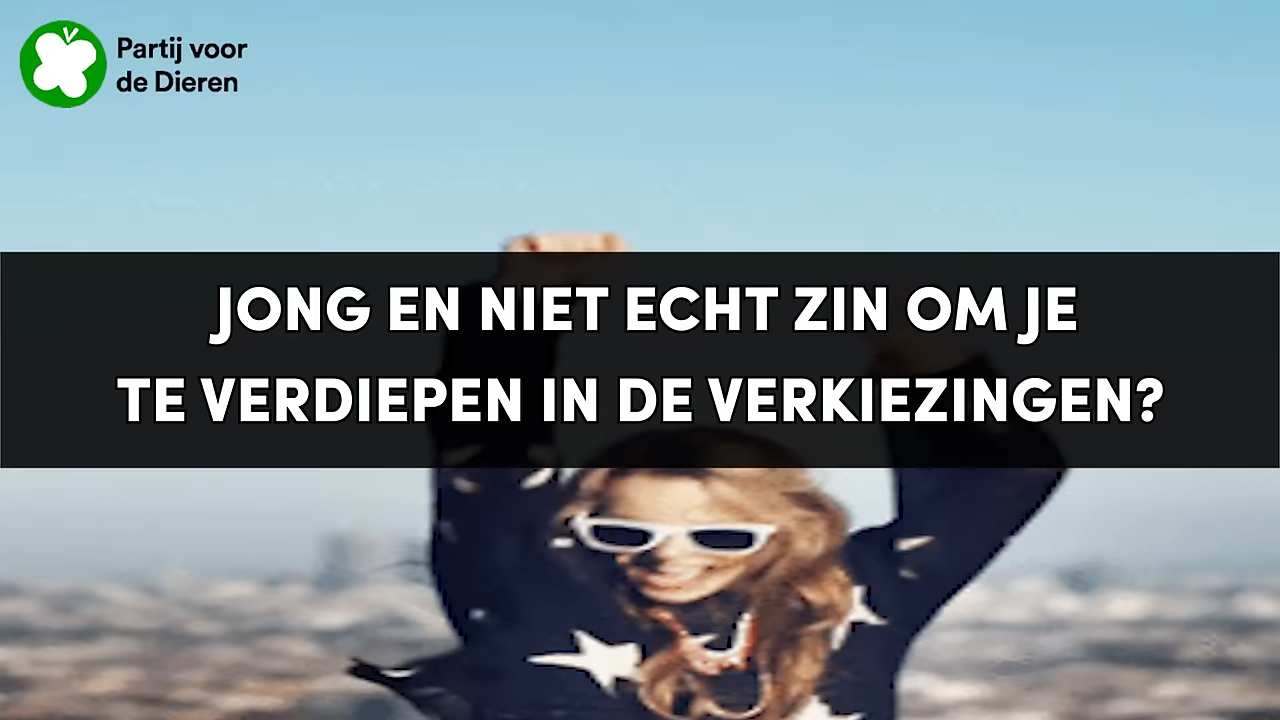 Partij voor
de Dieren
JONG EN NIET ECHT ZIN OM JE
TE VERDIEPEN IN DE VERKIEZINGEN?